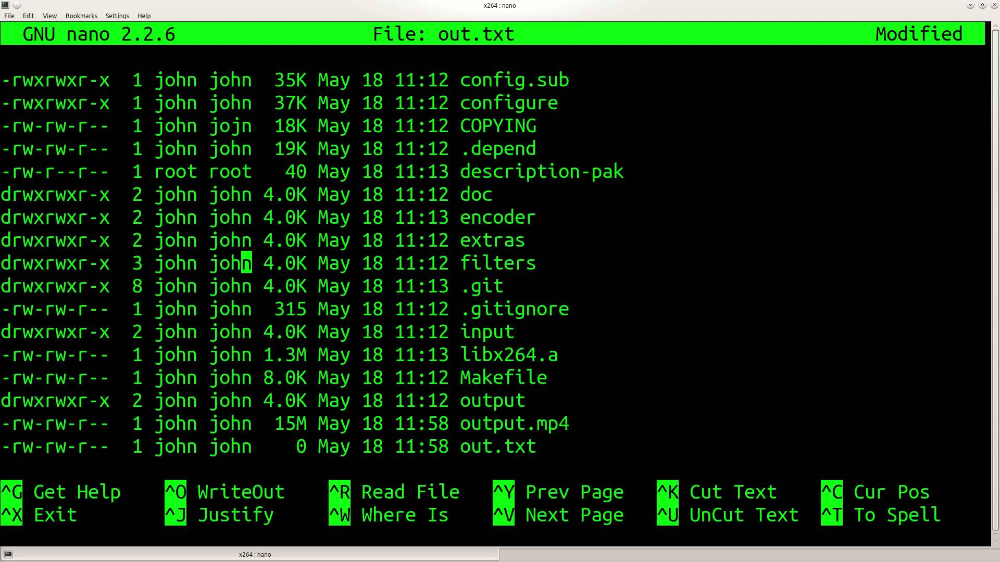 x264 : nano
File Edit View Bookmarks Settings Help
GNU nano 2.2.6 File: out.txt Modified
-rwxrwxr-x 1 john john 35K May 18 11:12 config.sub
-rwxrwxr-x 1 john john 37K May 18 11:12 configure
-rw-rw-r-- 1 john jojn 18K May 18 11:12 COPYING
-rw-rw-r-- 1 john john 19K May 18 11:12 .depend
-rw-r--r-- 1 root root 40 May 18 11:13 description-pak
drwxrwxr-x 2 john john 4.0K May 18 11:12 doc
drwxrwxr-x 2 john john 4.0K May 18 11:13 encoder
drwxrwxr-x 2 john john 4.0K May 18 11:12 extras
drwxrwxr-x 3 john john 4.0K May 18 11:12 filters
drwxrwxr-x 8 john john 4.0K May 18 11:13 .git
-rw-rw-r-- 1 john john 315 May 18 11:12 .gitignore
drwxrwxr-x 2 john john 4.0K May 18 11:12 input
-rw-rw-r-- 1 john john 1.3M May 18 11:13 libx264.a
-rw-rw-r-- 1 john john 8.0K May 18 11:12 Makefile
drwxrwxr-x 2 john john 4.0K May 18 11:12 output
-rw-rw-r-- 1 john john 15M May 18 11:58 output.mp4
-rw-rw-r-- 1 john john 0 May 18 11:58 out.txt
^G Get Help ^O WriteOut ^R Read File ^Y Prev Page ^K Cut Text ^C Cur Pos
^X Exit ^J Justify ^W Where Is ^V Next Page ^U UnCut Text ^T To Spell
x264 : nano